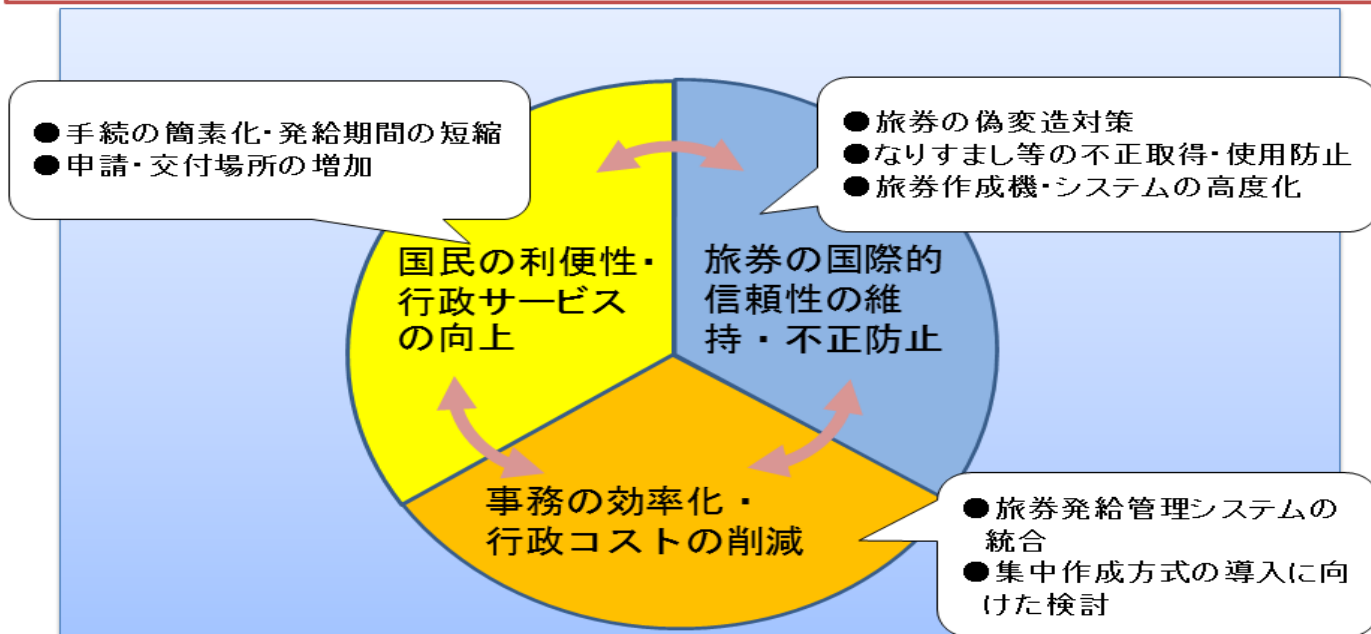 ●手続の簡素化・発給期間の短縮
●申請・交付場所の増加
●旅券の偽変造対策
●なりすまし等の不正取得・使用防止
●旅券作成機・システムの高度化
国民の利便性・
行政サービス
の向上
旅券の国際的
信頼性の維
持・不正防止
事務の効率化・
行政コストの削減
●旅券発給管理システムの
統合
●集中作成方式の導入に向
けた検討